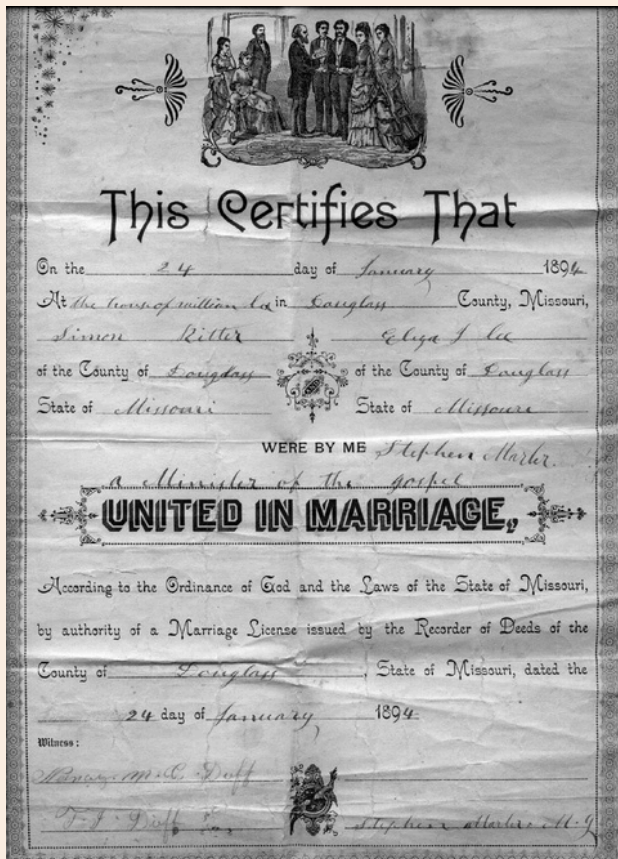 This Certifies That
On the 24 day of January 1894
At the house of William Lee in Douglass County, Missouri,
Simon Ritter Eliza J Lee
of the County of Douglass of the County of Douglass
State of Missouri State of Missouri
WERE BY ME Stephen Marler.
a Minister of the gospel
UNITED IN MARRIAGE,
According to the Ordinance of God and the Laws of the State of Missouri,
by authority of a Marriage License issued by the Recorder of Deeds of the
County of Douglass, State of Missouri, dated the
24 day of January 1894
Witness:
Duff
T. J. Duff Stephen Marler M. G